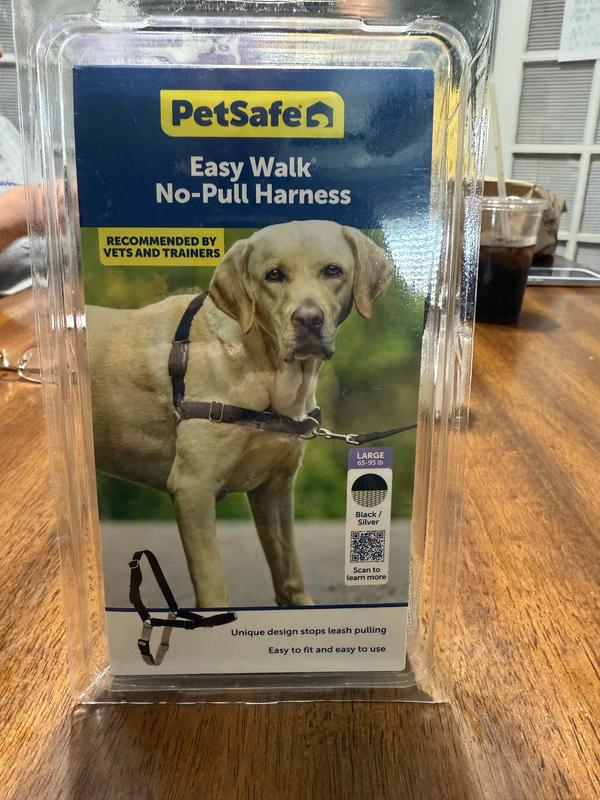 PetSafe
Easy Walk®
No-Pull Harness
RECOMMENDED BY
VETS AND TRAINERS
LARGE
65-95 lb
Black /
Silver
Scan to
learn more
Unique design stops leash pulling
Easy to fit and easy to use